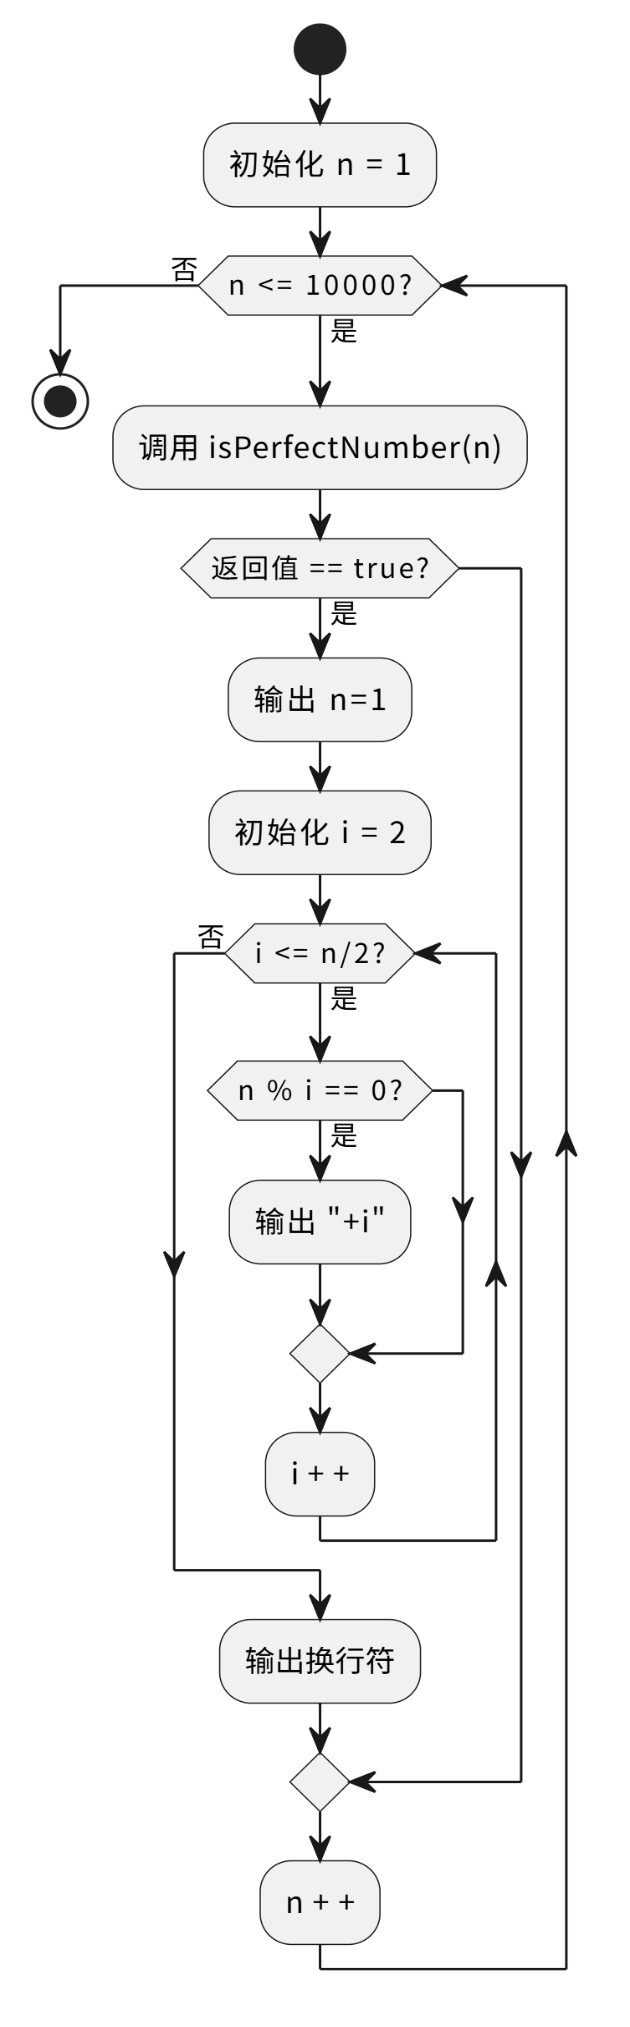 初始化 n = 1
否
n <= 10000?
是
调用 isPerfectNumber(n)
返回值 == true?
是
输出 n=1
初始化 i = 2
否
i <= n/2?
是
n % i == 0?
是
输出 "+i"
i + +
输出换行符
n + +